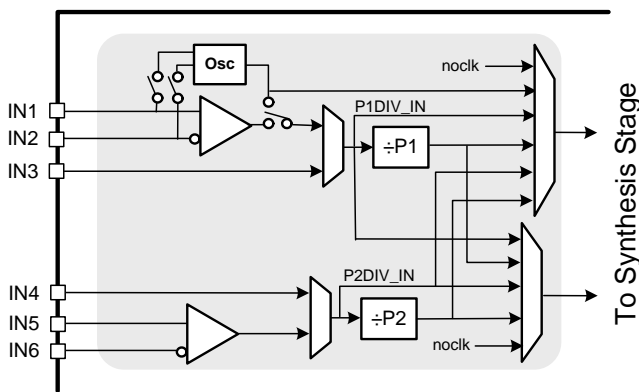 Osc
noclk
IN1
P1DIV_IN
IN2
÷P1
IN3
To Synthesis Stage
IN4
P2DIV_IN
IN5
÷P2
IN6
noclk